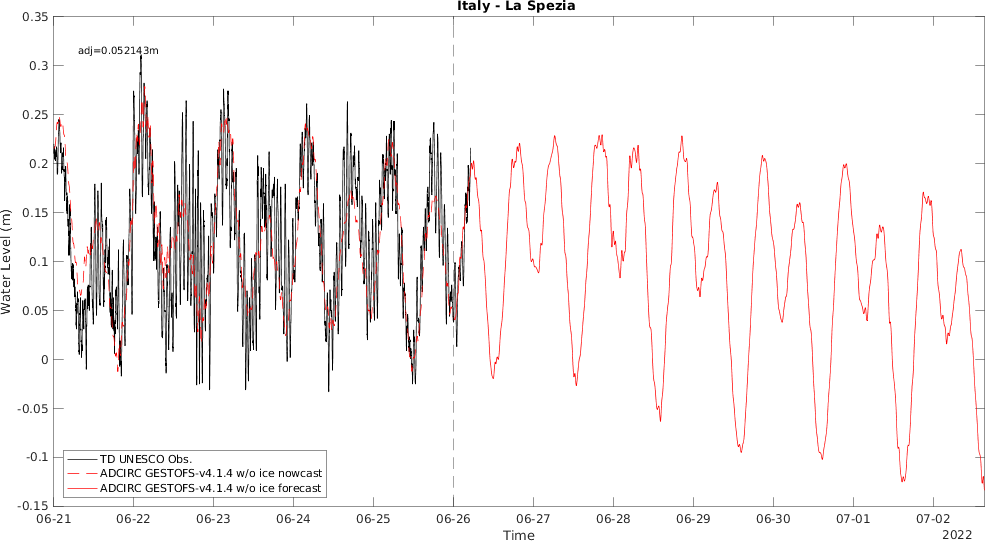 Italy - La Spezia
adj=0.052143m
0.35
0.3
0.25
0.2
0.15
0.1
0.05
0
-0.05
-0.1
-0.15
Water Level (m)
TD UNESCO Obs.
ADCIRC GESTOFS-v4.1.4 w/o ice nowcast
ADCIRC GESTOFS-v4.1.4 w/o ice forecast
06-21 06-22 06-23 06-24 06-25 06-26 06-27 06-28 06-29 06-30 07-01 07-02
Time
2022